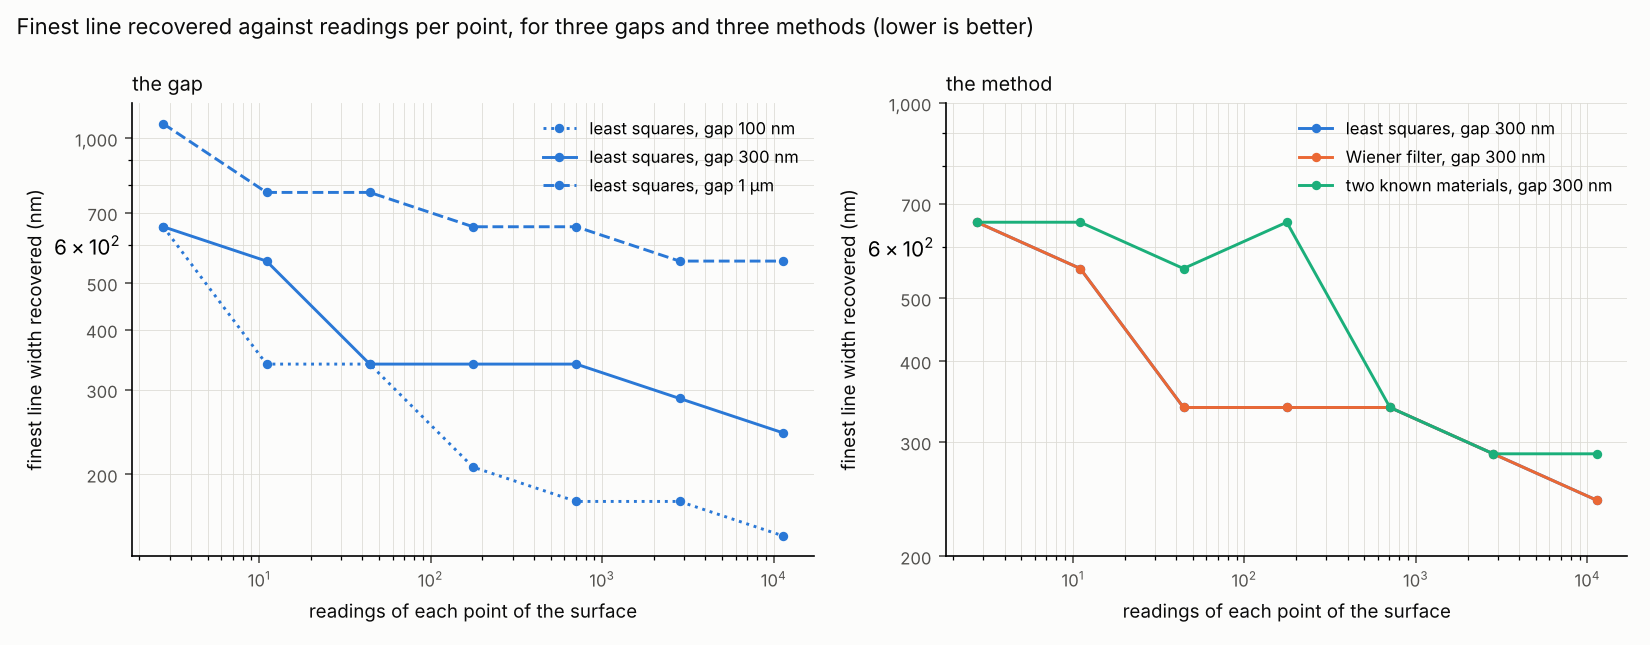 Finest line recovered against readings per point, for three gaps and three methods (lower is better)
the gap
finest line width recovered (nm)
1,000
700
6 × 10²
500
400
300
200
least squares, gap 100 nm
least squares, gap 300 nm
least squares, gap 1 µm
10¹
10²
10³
10⁴
readings of each point of the surface
the method
finest line width recovered (nm)
1,000
700
6 × 10²
500
400
300
200
least squares, gap 300 nm
Wiener filter, gap 300 nm
two known materials, gap 300 nm
10¹
10²
10³
10⁴
readings of each point of the surface